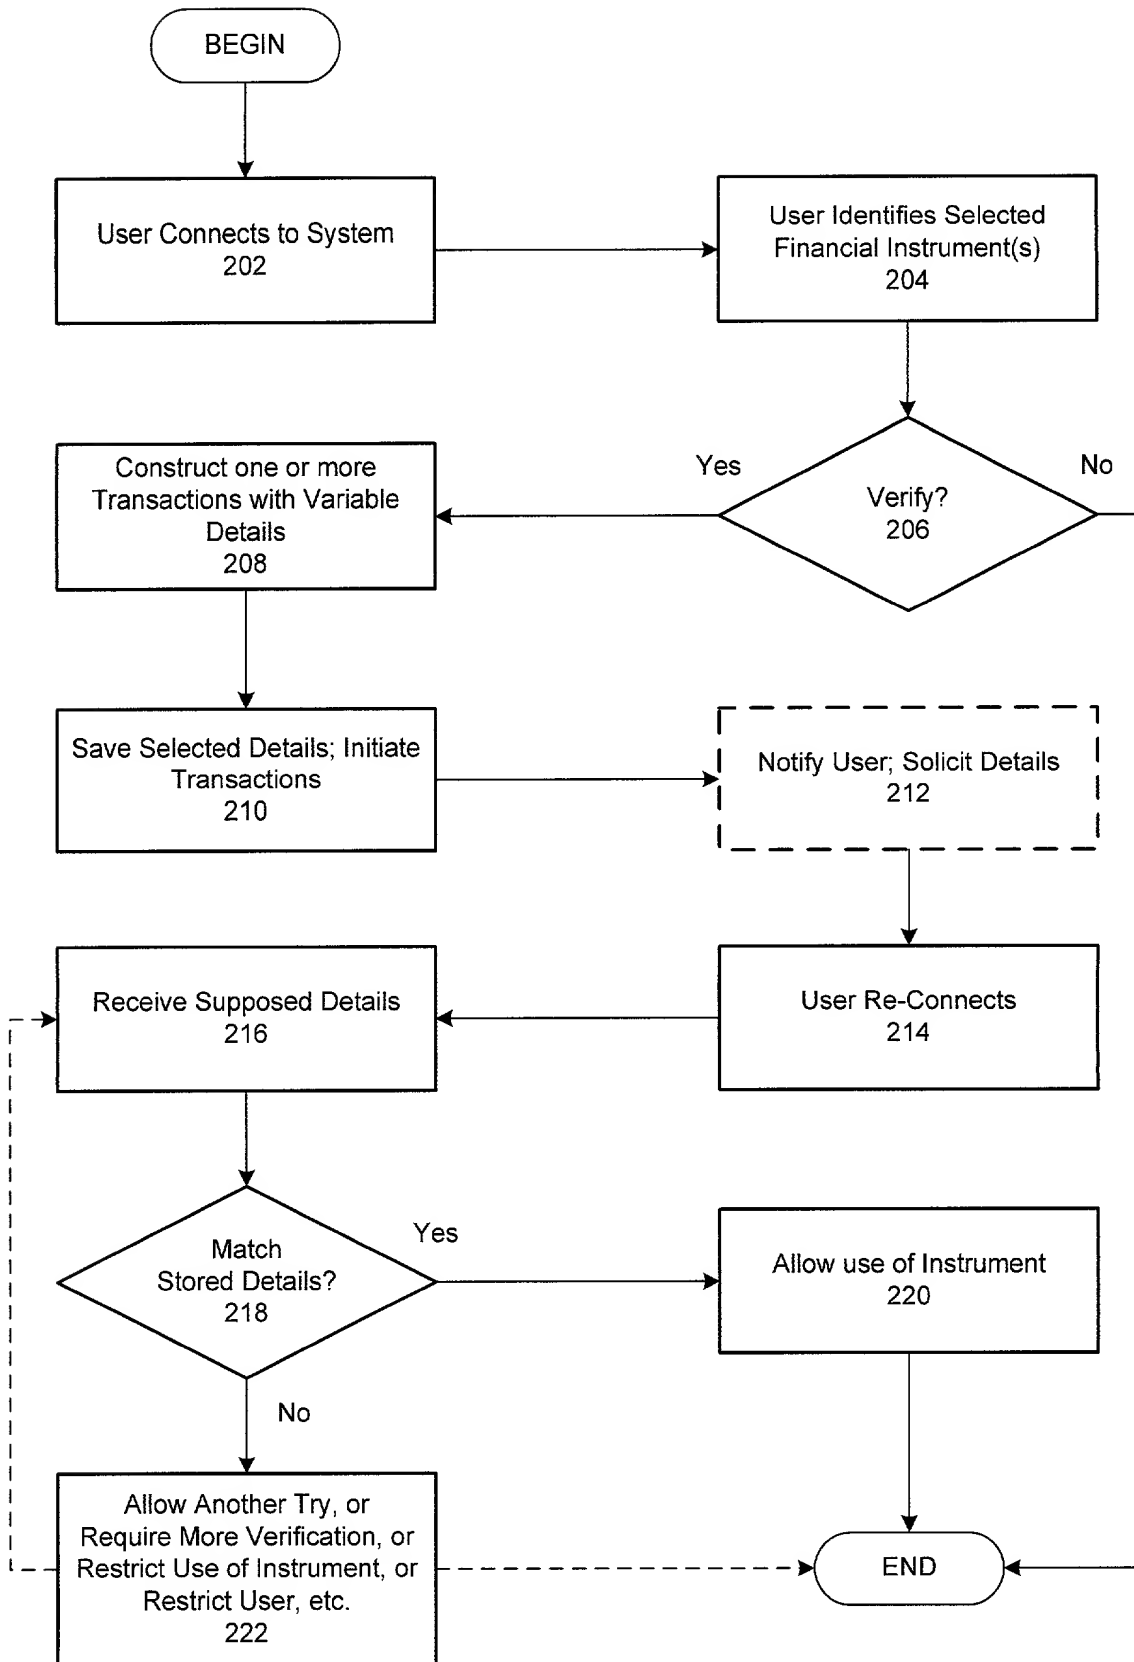 BEGIN
User Connects to System
202
User Identifies Selected
Financial Instrument(s)
204
Verify?
206
Yes
No
Construct one or more
Transactions with Variable
Details
208
Save Selected Details; Initiate
Transactions
210
Notify User; Solicit Details
212
User Re-Connects
214
Receive Supposed Details
216
Match
Stored Details?
218
Yes
No
Allow use of Instrument
220
Allow Another Try, or
Require More Verification, or
Restrict Use of Instrument, or
Restrict User, etc.
222
END